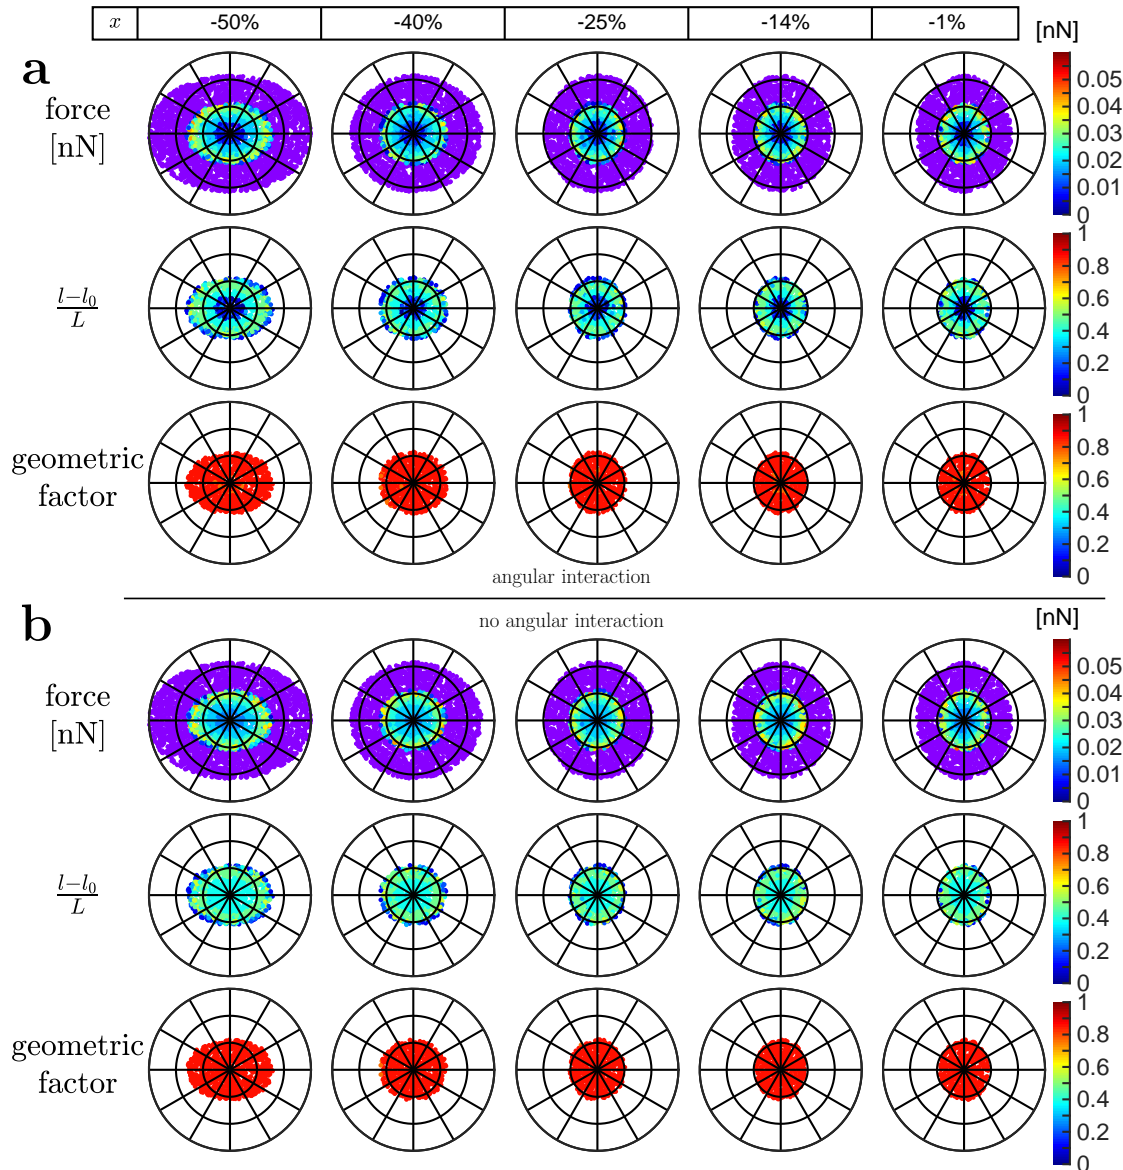 x -50% -40% -25% -14% -1%
[nN]
a
force
[nN]
0.05
0.04
0.03
0.02
0.01
0
l−l₀
L
1
0.8
0.6
0.4
0.2
0
geometric
factor
1
0.8
0.6
0.4
0.2
0
angular interaction
b
no angular interaction
[nN]
force
[nN]
0.05
0.04
0.03
0.02
0.01
0
l−l₀
L
1
0.8
0.6
0.4
0.2
0
geometric
factor
1
0.8
0.6
0.4
0.2
0